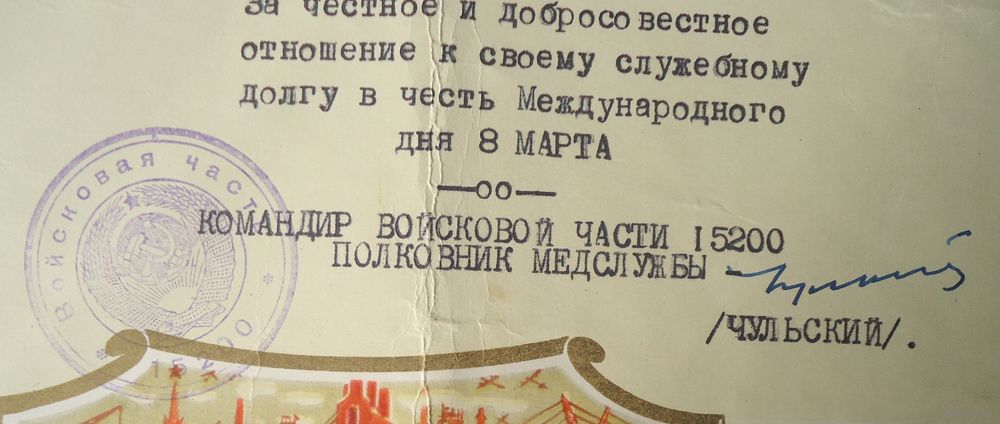 За честное и добросовестное
отношение к своему служебному
долгу в честь Международного
дня 8 МАРТА
—оо—
КОМАНДИР ВОЙСКОВОЙ ЧАСТИ I5200
ПОЛКОВНИК МЕДСЛУЖБЫ
/ЧУЛЬСКИЙ/.
Войсковая часть
* 15200 *